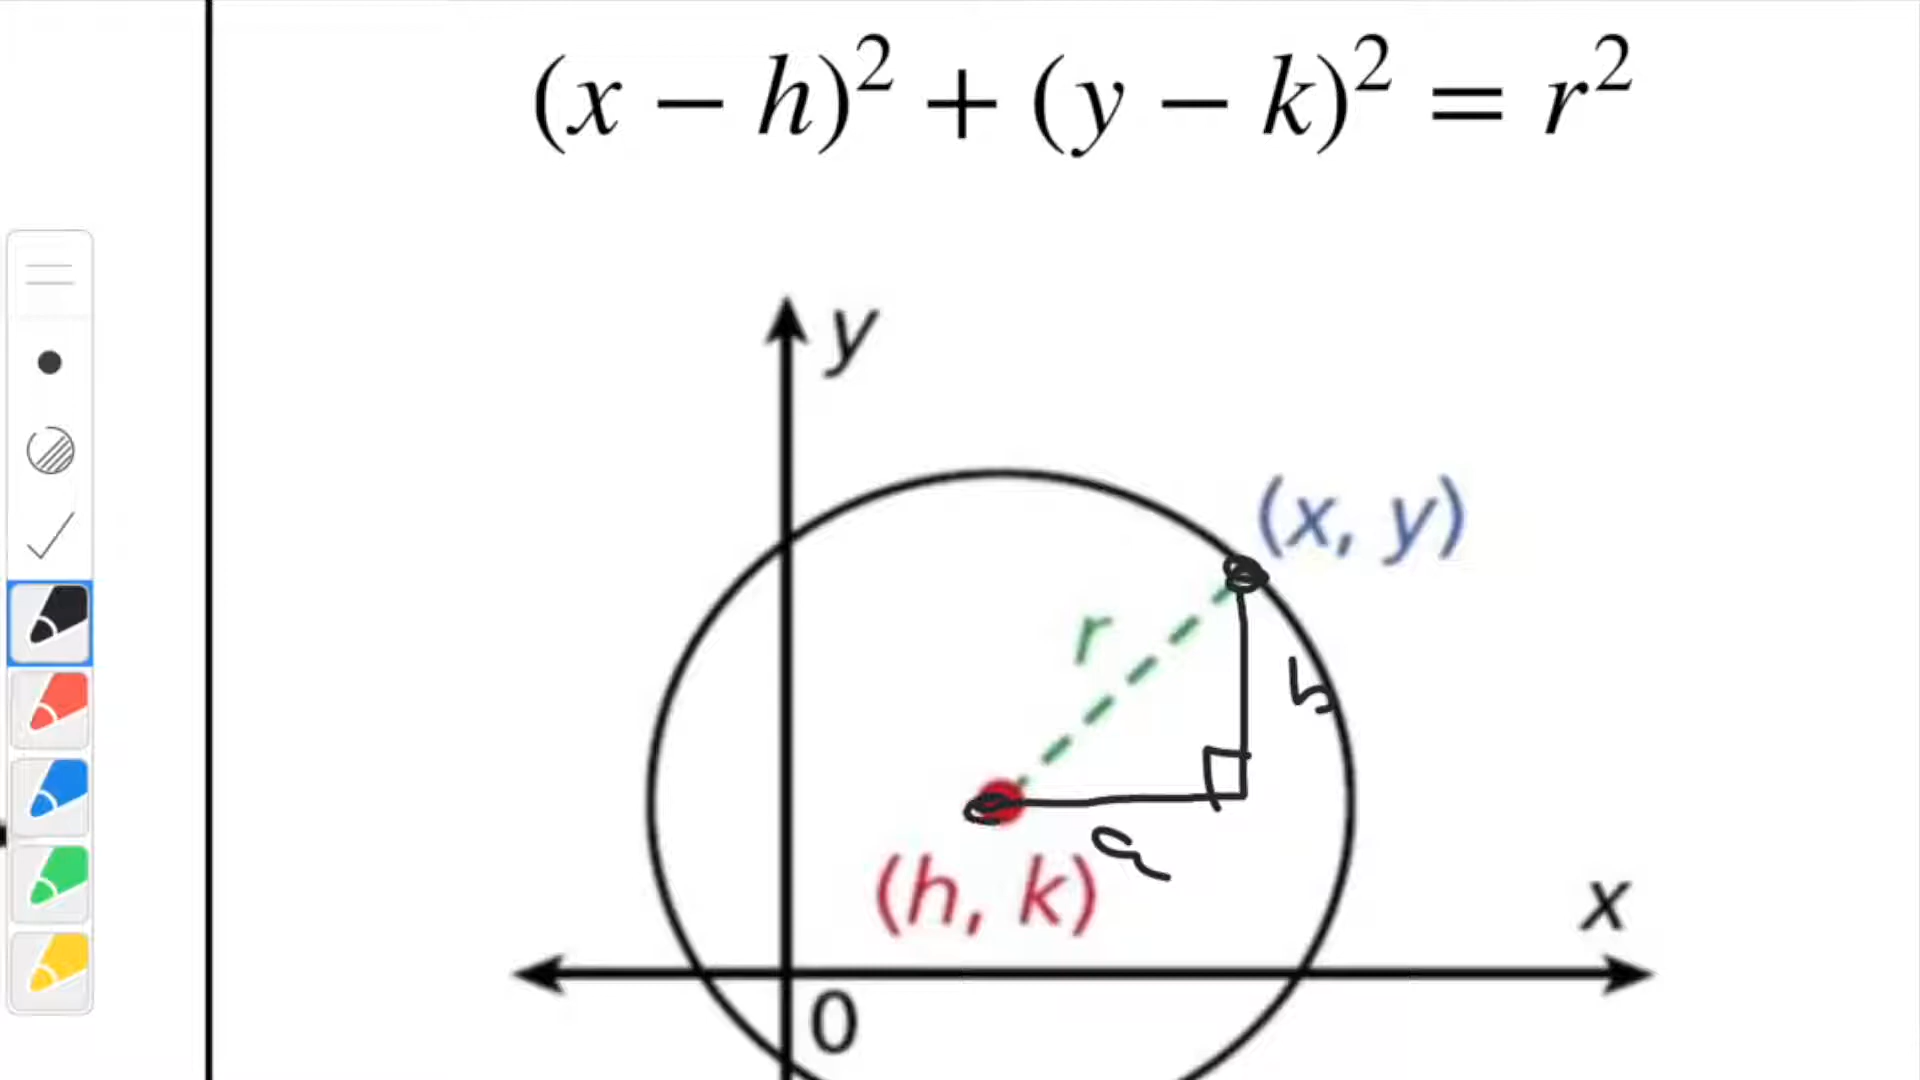 (x − h)² + (y − k)² = r²
y
(x, y)
r
b
a
(h, k)
x
0